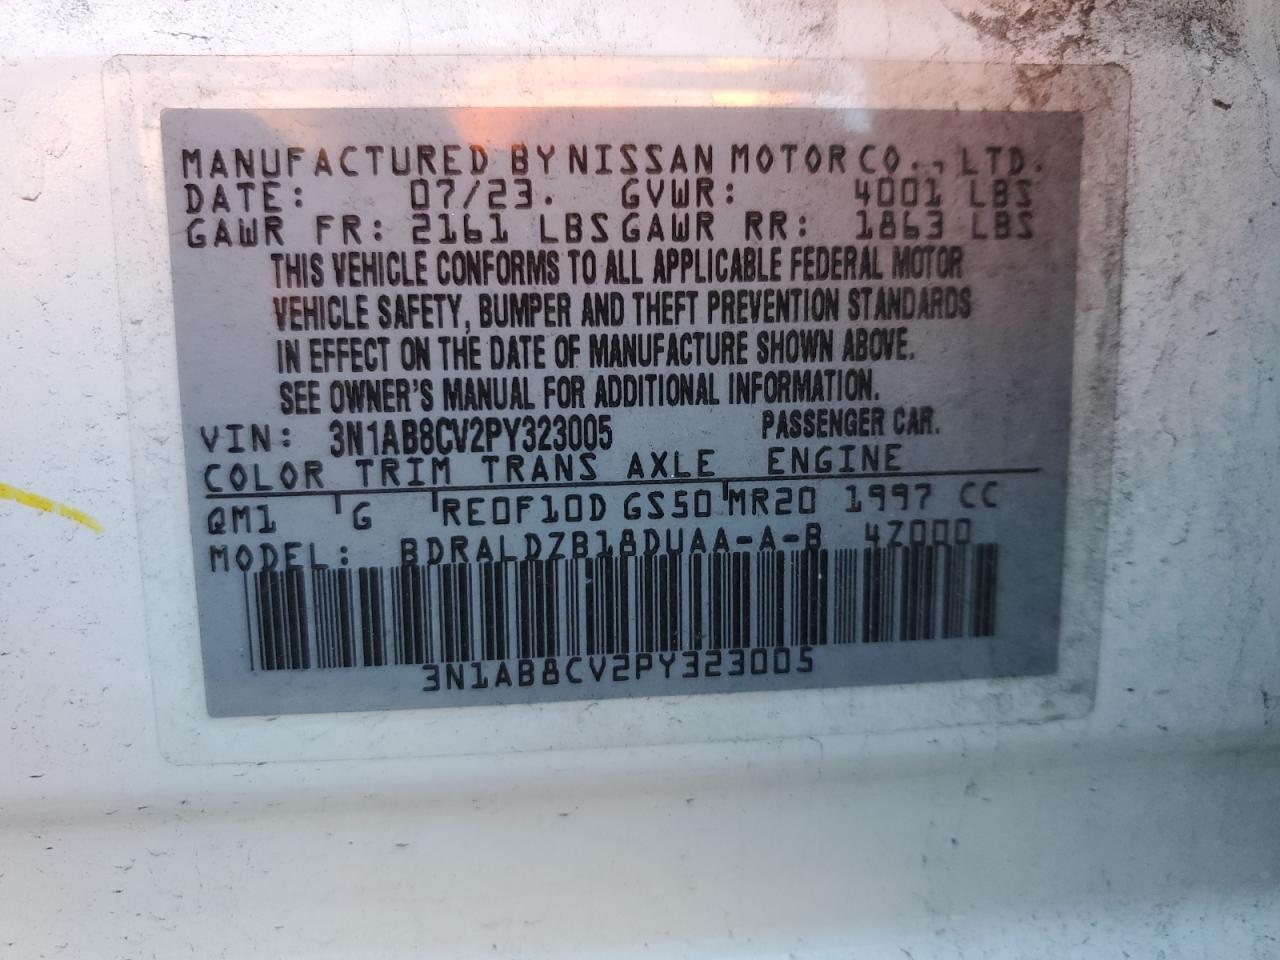 MANUFACTURED BY NISSAN MOTOR CO., LTD.
DATE: 07/23. GVWR: 4001 LBS
GAWR FR: 2161 LBS GAWR RR: 1863 LBS
THIS VEHICLE CONFORMS TO ALL APPLICABLE FEDERAL MOTOR
VEHICLE SAFETY, BUMPER AND THEFT PREVENTION STANDARDS
IN EFFECT ON THE DATE OF MANUFACTURE SHOWN ABOVE.
SEE OWNER'S MANUAL FOR ADDITIONAL INFORMATION.
VIN: 3N1AB8CV2PY323005 PASSENGER CAR.
COLOR TRIM TRANS AXLE ENGINE
QM1 G RE0F10D GS50 MR20 1997 CC
MODEL: BDRALDZB18DUAA-A-B 4Z000
3N1AB8CV2PY323005